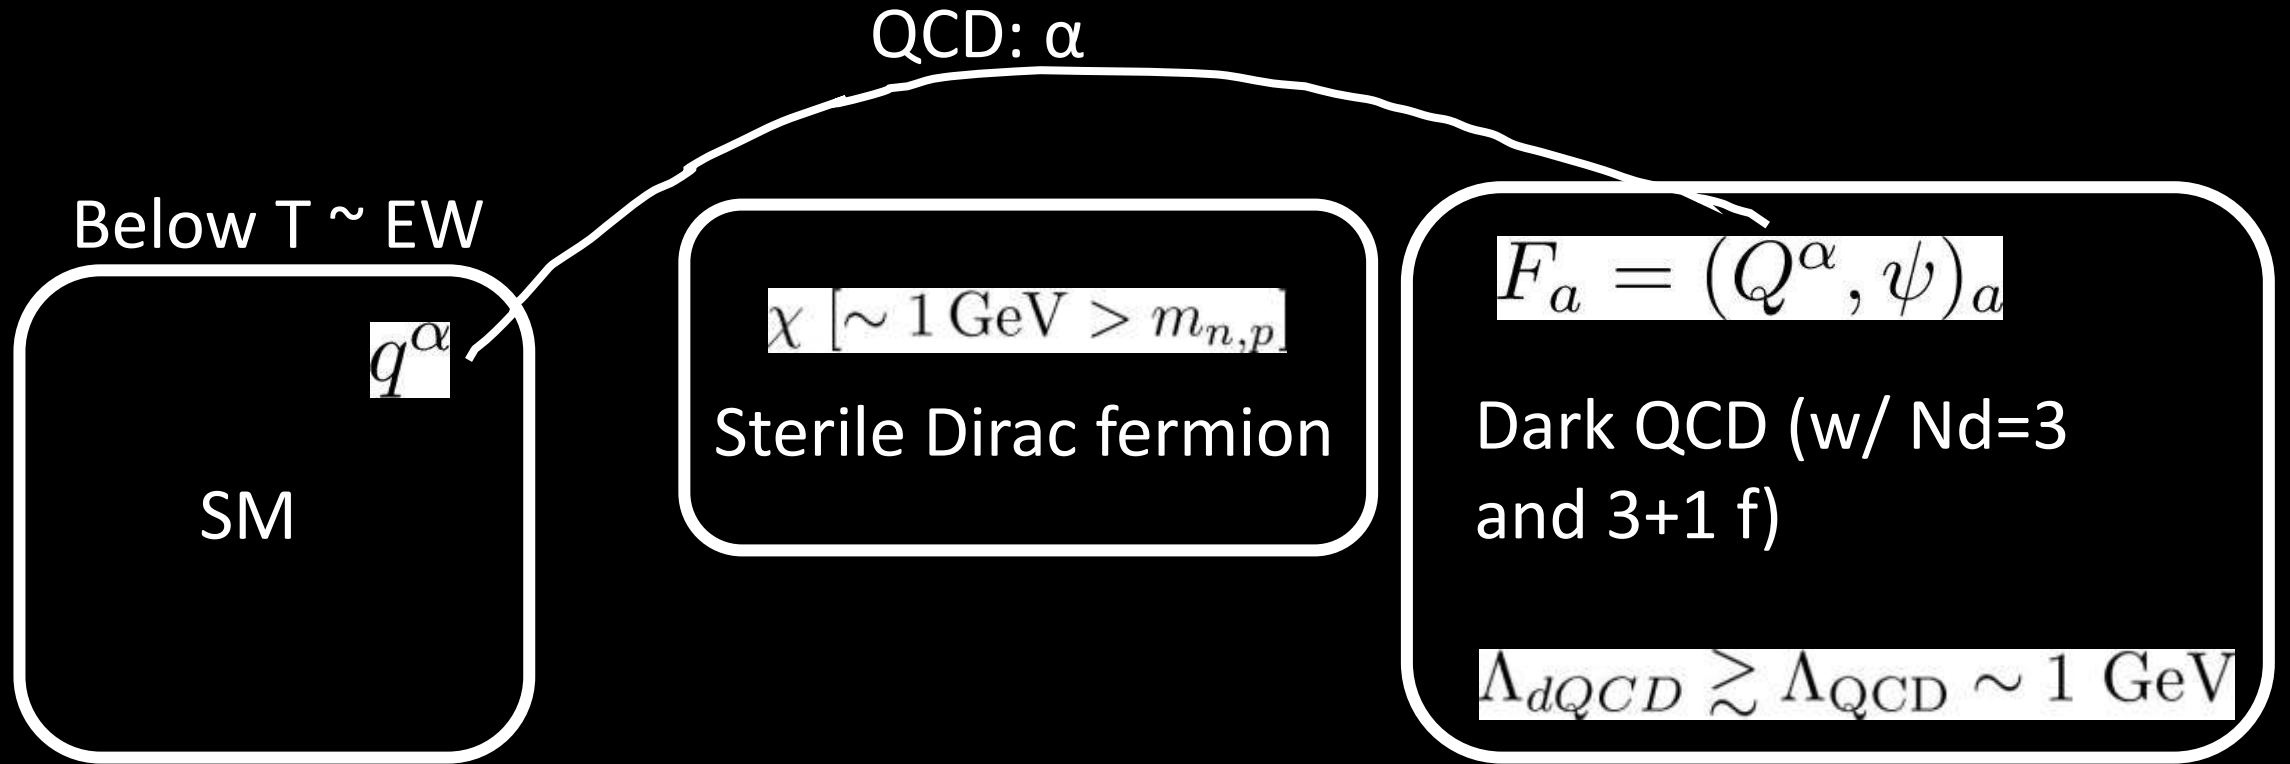 QCD: α
Below T ~ EW
q^α
SM
χ [∼ 1 GeV > m_{n,p}]
Sterile Dirac fermion
F_a = (Q^α, ψ)_a
Dark QCD (w/ Nd=3
and 3+1 f)
Λ_{dQCD} ≳ Λ_{QCD} ∼ 1 GeV